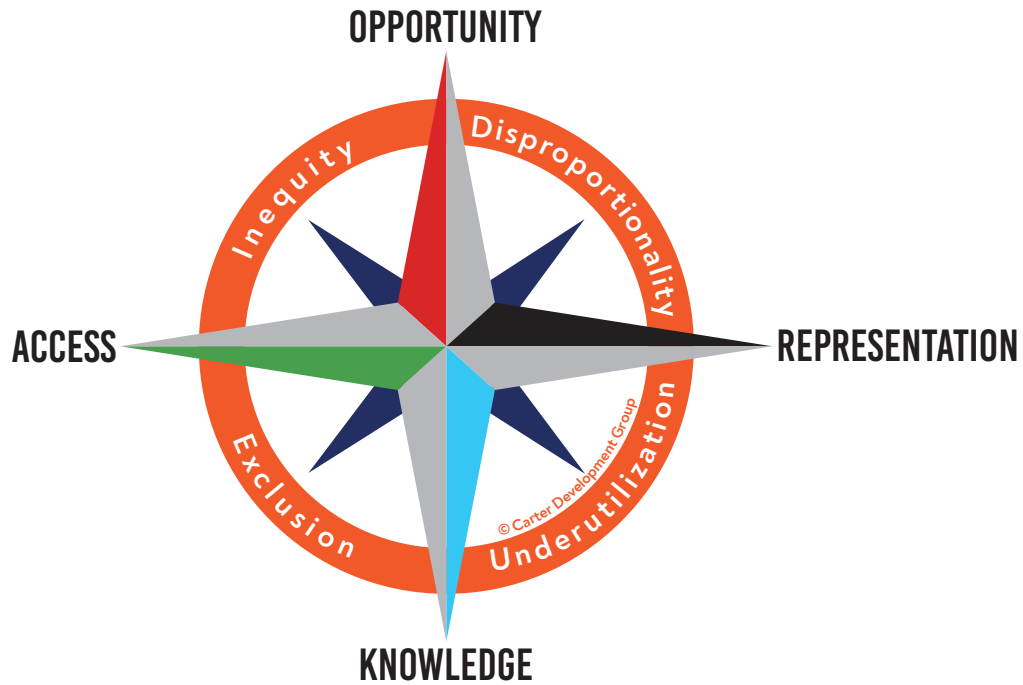 OPPORTUNITY
Inequity
Disproportionality
ACCESS
REPRESENTATION
Exclusion
© Carter Development Group
Underutilization
KNOWLEDGE